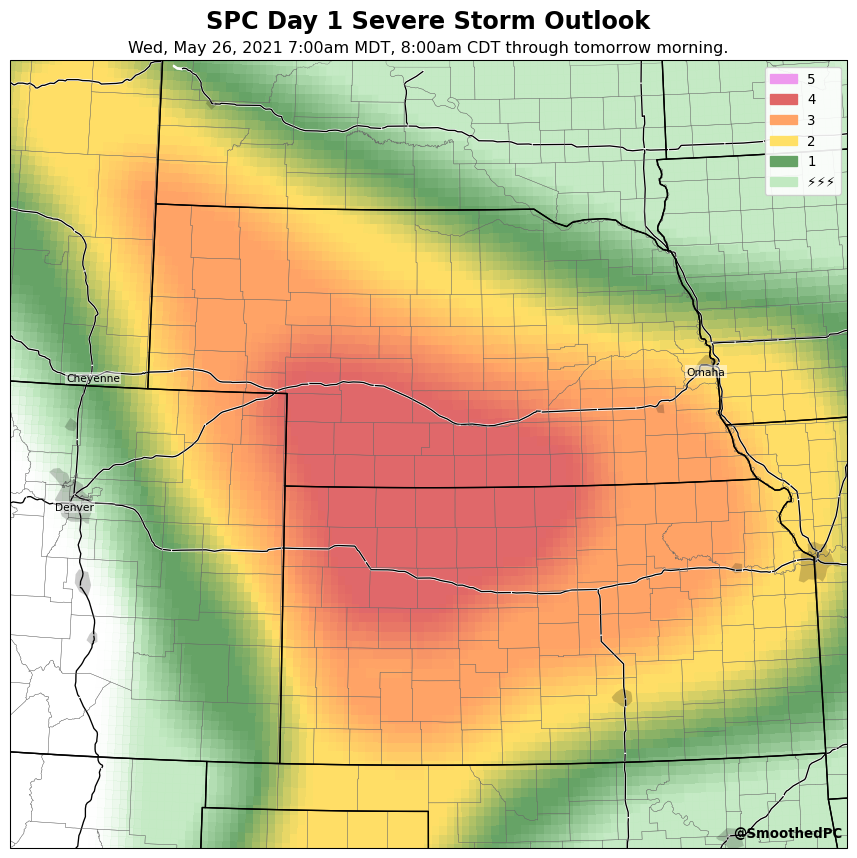 SPC Day 1 Severe Storm Outlook
Wed, May 26, 2021 7:00am MDT, 8:00am CDT through tomorrow morning.
5
4
3
2
1
⚡⚡⚡
Cheyenne
Omaha
Denver
@SmoothedPC